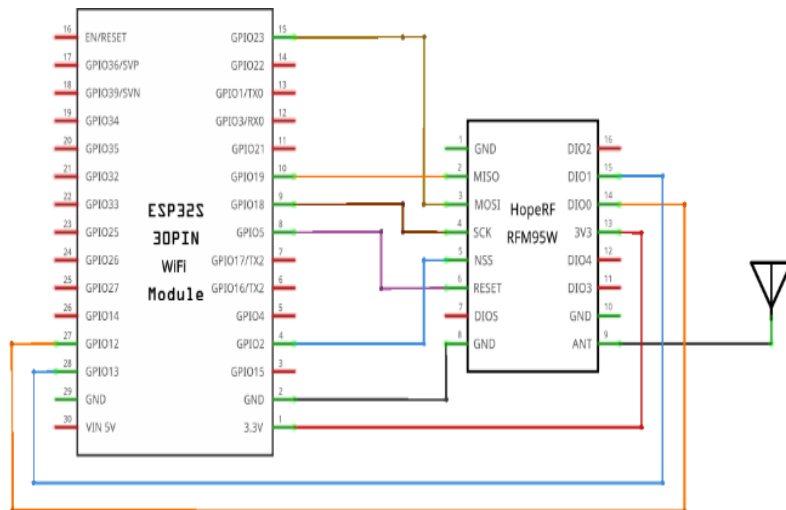 16 EN/RESET GPIO23 15
17 GPIO36/SVP GPIO22 14
18 GPIO39/SVN GPIO1/TX0 13
19 GPIO34 GPIO3/RX0 12
20 GPIO35 GPIO21 11
21 GPIO32 GPIO19 10
22 GPIO33 GPIO18 9
23 GPIO25 GPIO5 8
24 GPIO26 GPIO17/TX2 7
25 GPIO27 GPIO16/TX2 6
26 GPIO14 GPIO4 5
27 GPIO12 GPIO2 4
28 GPIO13 GPIO15 3
29 GND GND 2
30 VIN 5V 3.3V 1
ESP32S
30PIN
WiFi
Module
1 GND DIO2 16
2 MISO DIO1 15
3 MOSI DIO0 14
4 SCK 3V3 13
5 NSS DIO4 12
6 RESET DIO3 11
7 DIOS GND 10
8 GND ANT 9
HopeRF
RFM95W